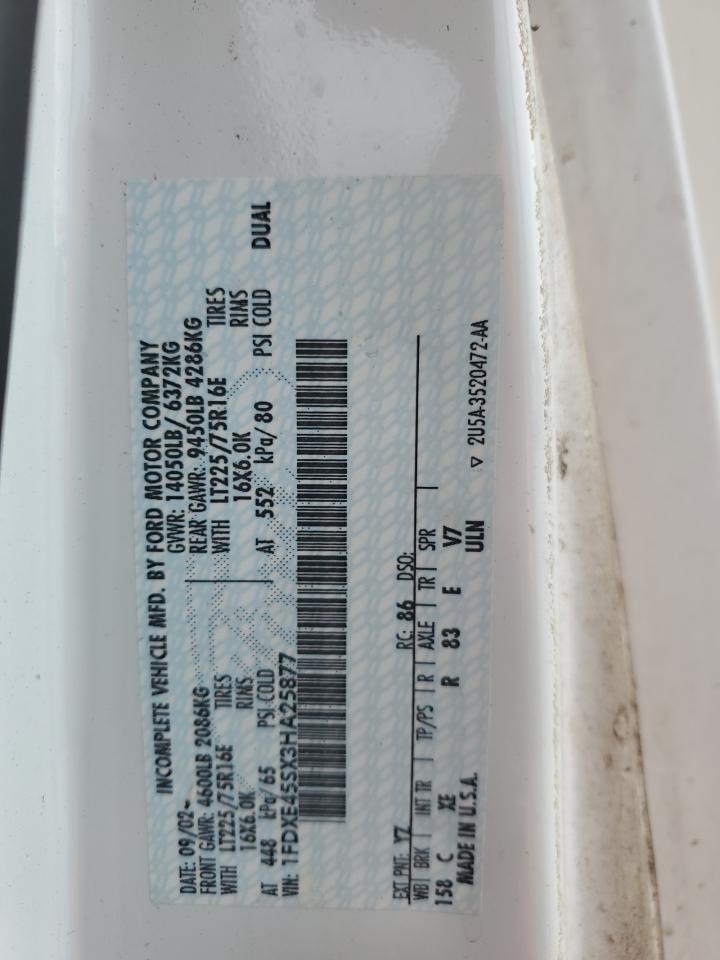 INCOMPLETE VEHICLE MFD. BY FORD MOTOR COMPANY
DATE: 09/02 GVWR: 14050LB/ 6372KG
FRONT GAWR: 4600LB 2086KG REAR GAWR: 9450LB 4286KG
WITH LT225/75R16E TIRES WITH LT225/75R16E TIRES
16X6.0K RIMS 16X6.0K RIMS
AT 448 kPa/ 65 PSI COLD AT 552 kPa/ 80 PSI COLD DUAL
VIN: 1FDXE45SX3HA25877
EXT PNT: YZ RC: 86 DSO:
WB BRK INT TR TP/PS R AXLE TR SPR
158 C XE R 83 E V7
MADE IN U.S.A. ULN
▽ 2U5A-3520472-AA